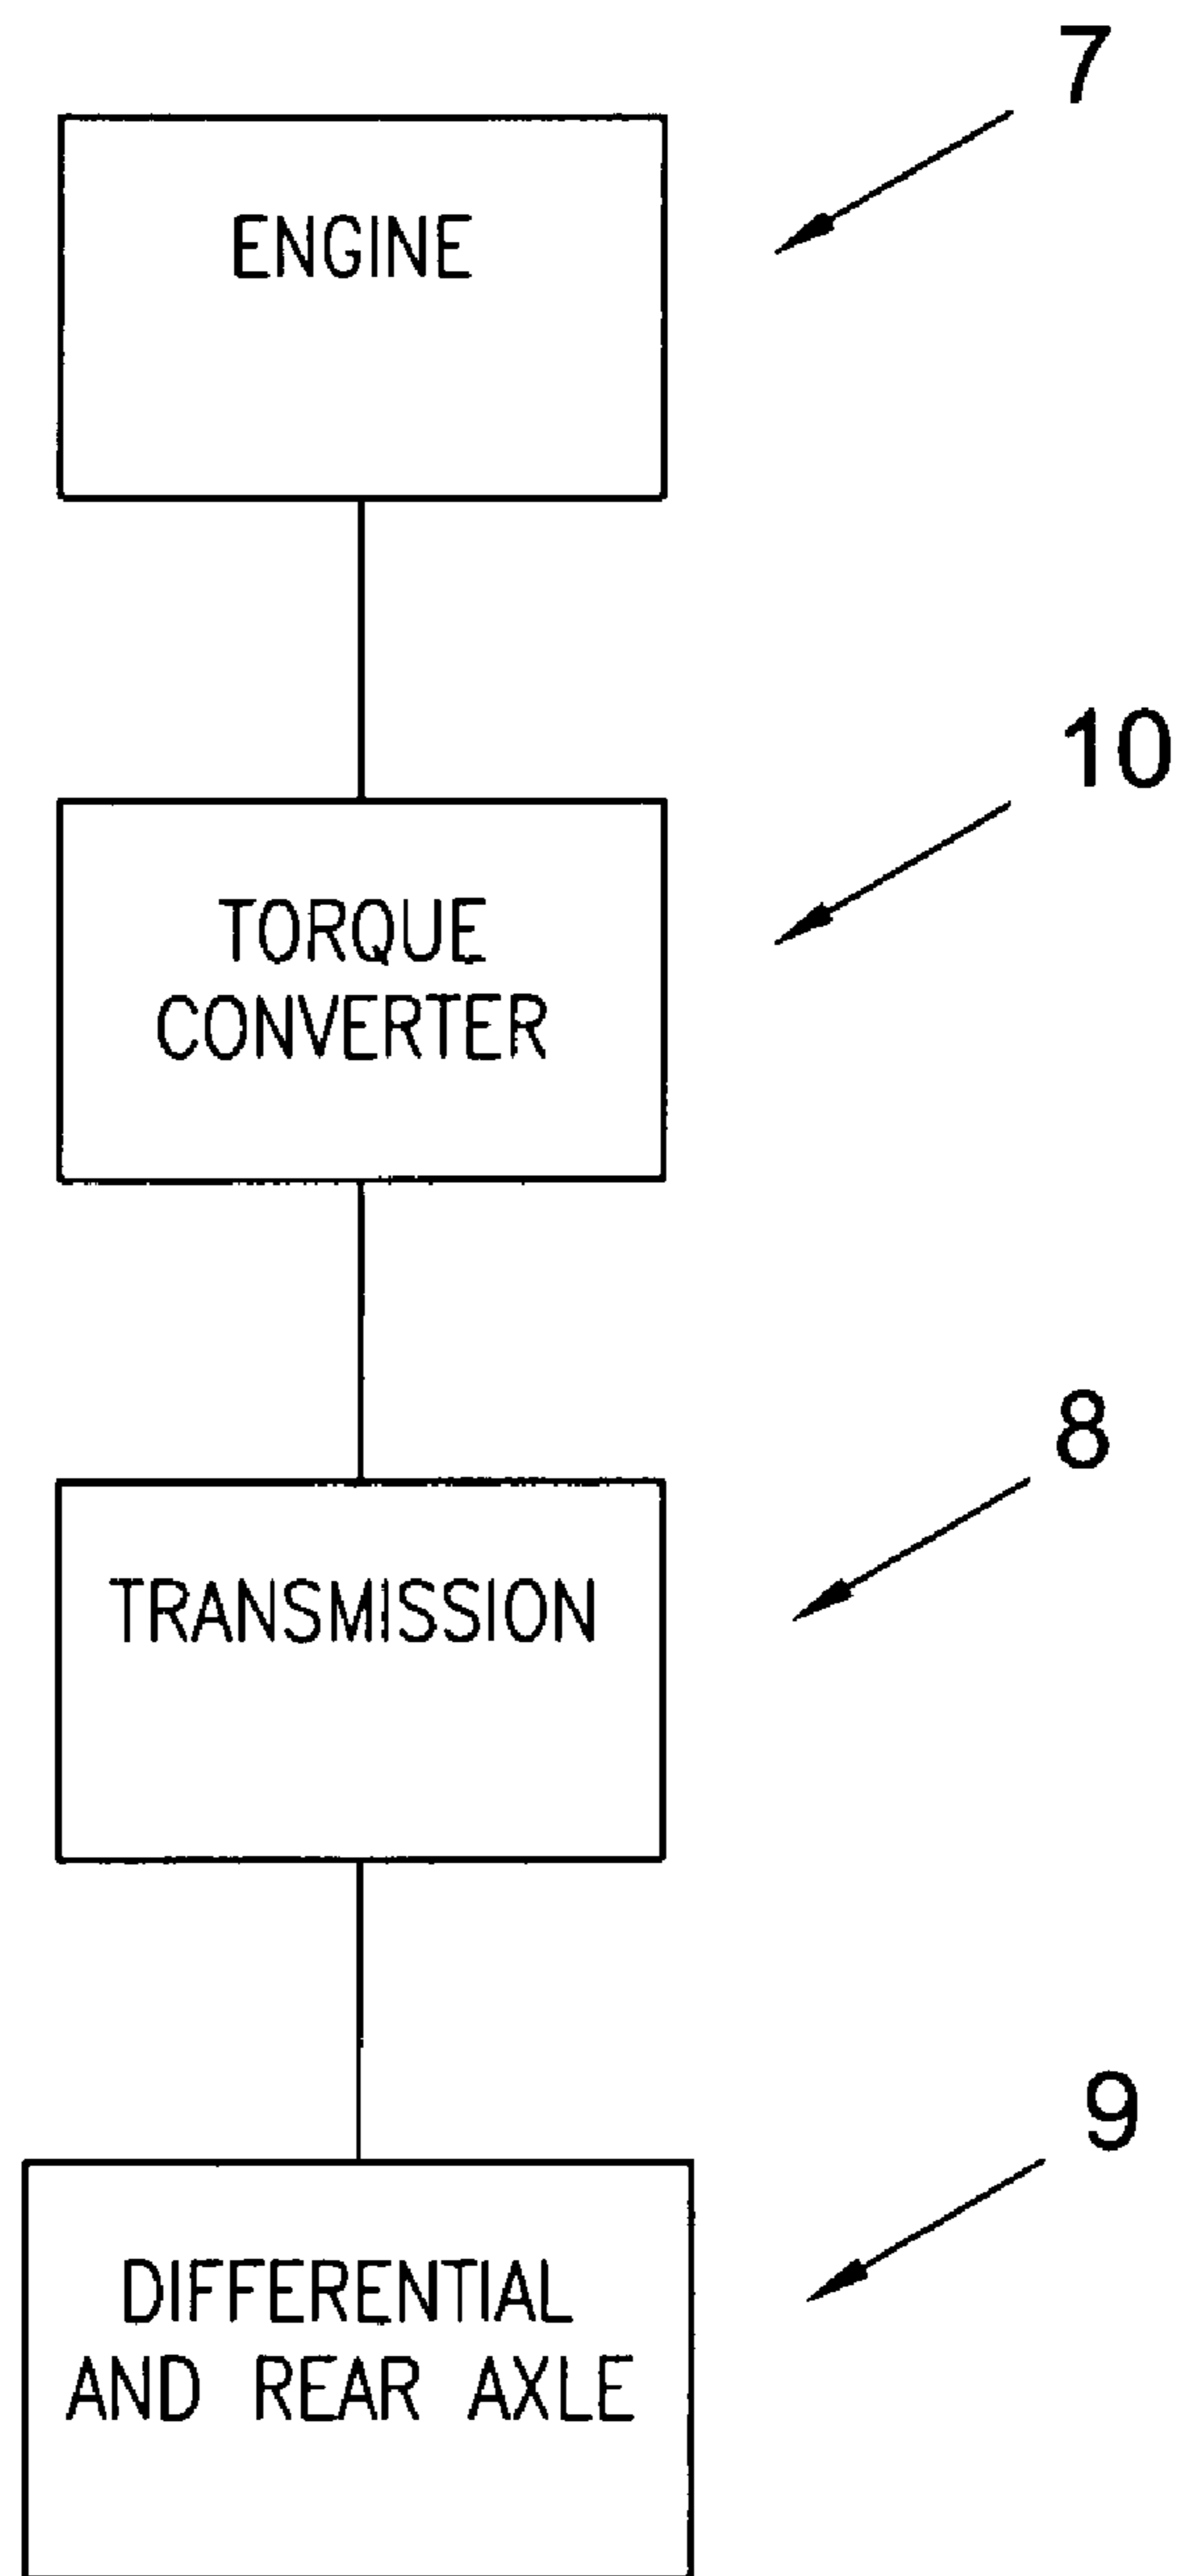 7
ENGINE
10
TORQUE
CONVERTER
8
TRANSMISSION
9
DIFFERENTIAL
AND REAR AXLE